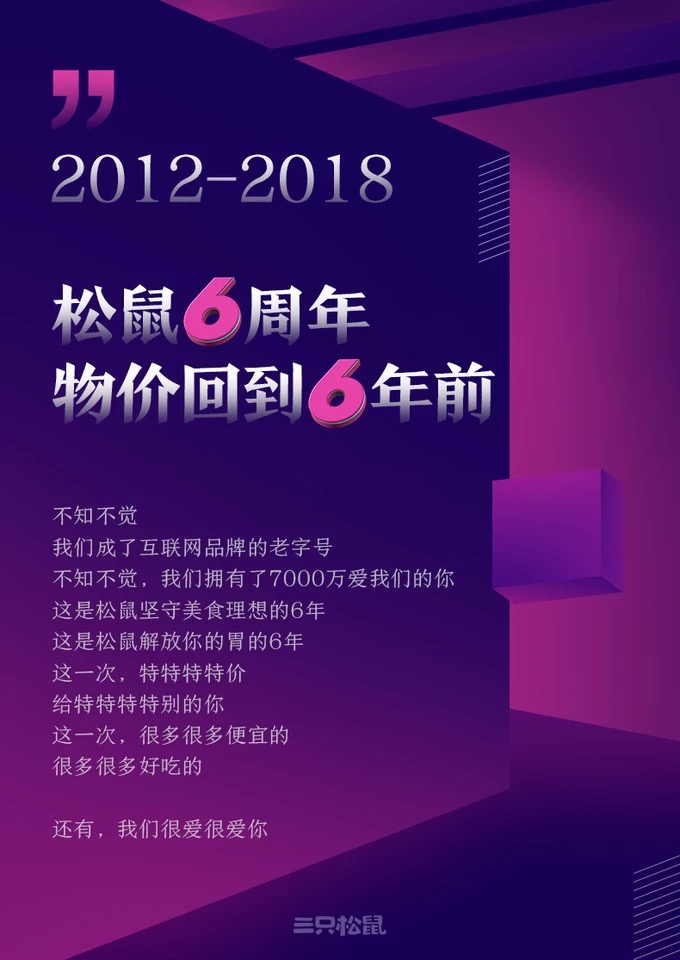 2012-2018
松鼠6周年
物价回到6年前
不知不觉
我们成了互联网品牌的老字号
不知不觉，我们拥有了7000万爱我们的你
这是松鼠坚守美食理想的6年
这是松鼠解放你的胃的6年
这一次，特特特特价
给特特特特别的你
这一次，很多很多便宜的
很多很多好吃的
还有，我们很爱很爱你
三只松鼠